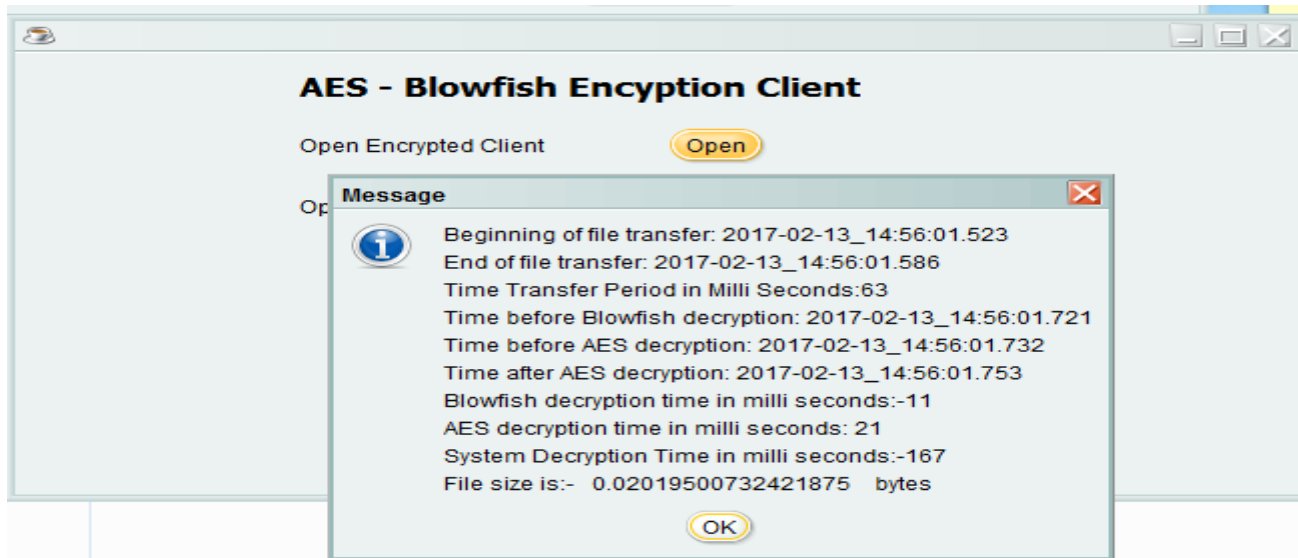 AES - Blowfish Encyption Client
Open Encrypted Client Open
Op
Message
Beginning of file transfer: 2017-02-13_14:56:01.523
End of file transfer: 2017-02-13_14:56:01.586
Time Transfer Period in Milli Seconds:63
Time before Blowfish decryption: 2017-02-13_14:56:01.721
Time before AES decryption: 2017-02-13_14:56:01.732
Time after AES decryption: 2017-02-13_14:56:01.753
Blowfish decryption time in milli seconds:-11
AES decryption time in milli seconds: 21
System Decryption Time in milli seconds:-167
File size is:- 0.02019500732421875 bytes
OK